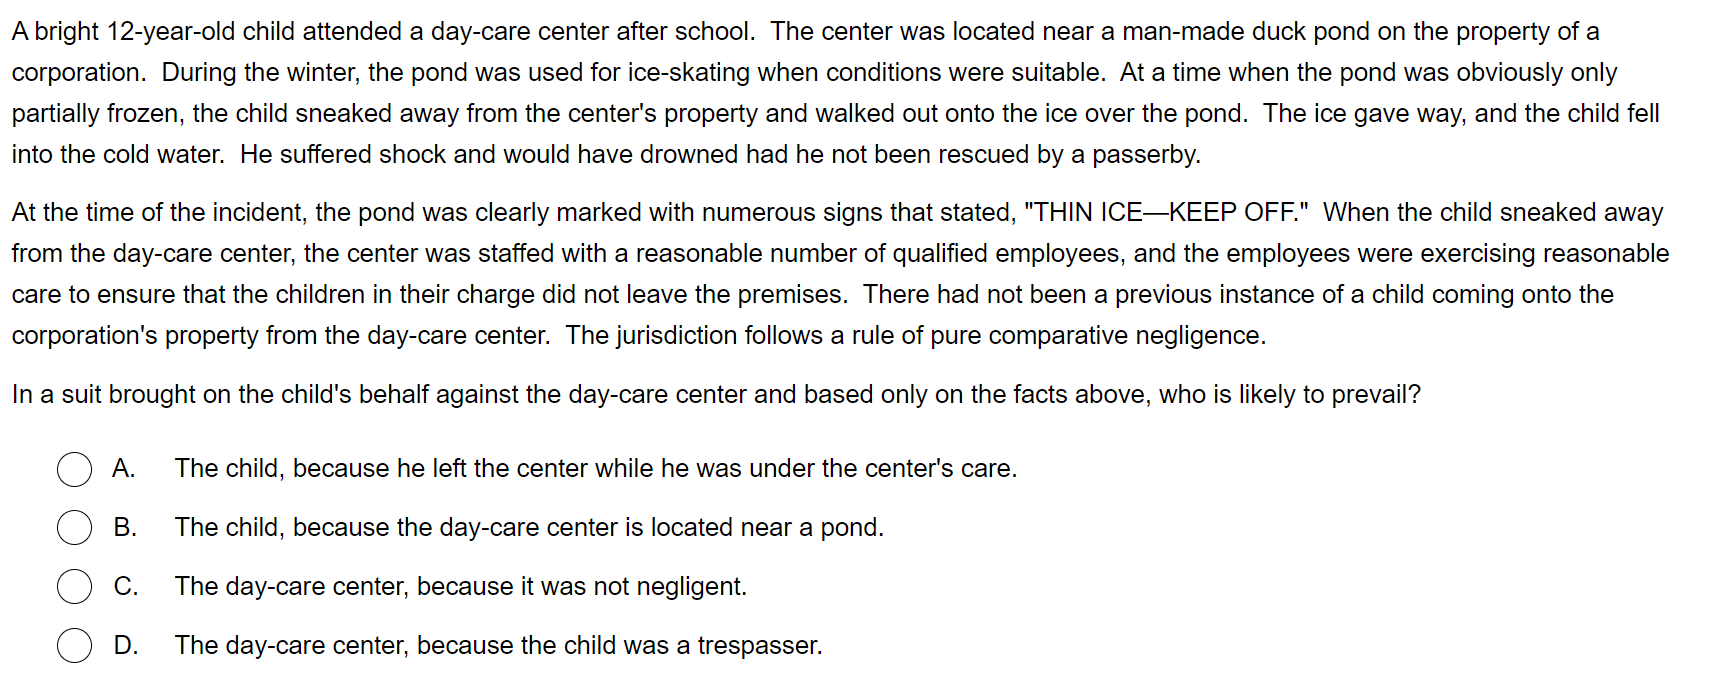 A bright 12-year-old child attended a day-care center after school.  The center was located near a man-made duck pond on the property of a
corporation.  During the winter, the pond was used for ice-skating when conditions were suitable.  At a time when the pond was obviously only
partially frozen, the child sneaked away from the center's property and walked out onto the ice over the pond.  The ice gave way, and the child fell
into the cold water.  He suffered shock and would have drowned had he not been rescued by a passerby.
At the time of the incident, the pond was clearly marked with numerous signs that stated, "THIN ICE—KEEP OFF."  When the child sneaked away
from the day-care center, the center was staffed with a reasonable number of qualified employees, and the employees were exercising reasonable
care to ensure that the children in their charge did not leave the premises.  There had not been a previous instance of a child coming onto the
corporation's property from the day-care center.  The jurisdiction follows a rule of pure comparative negligence.
In a suit brought on the child's behalf against the day-care center and based only on the facts above, who is likely to prevail?
A. The child, because he left the center while he was under the center's care.
B. The child, because the day-care center is located near a pond.
C. The day-care center, because it was not negligent.
D. The day-care center, because the child was a trespasser.